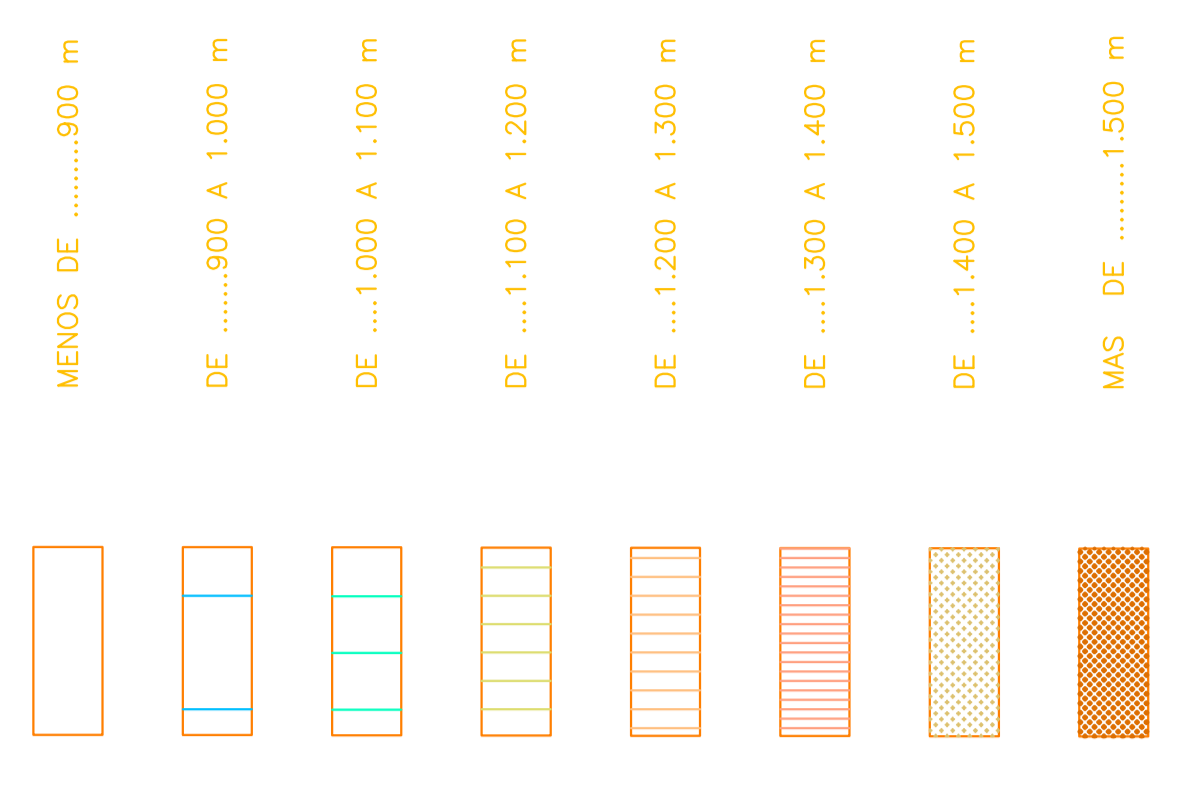 MENOS DE .........900 m
DE .......900 A 1.000 m
DE ....1.000 A 1.100 m
DE ....1.100 A 1.200 m
DE ....1.200 A 1.300 m
DE ....1.300 A 1.400 m
DE ....1.400 A 1.500 m
MAS DE .........1.500 m